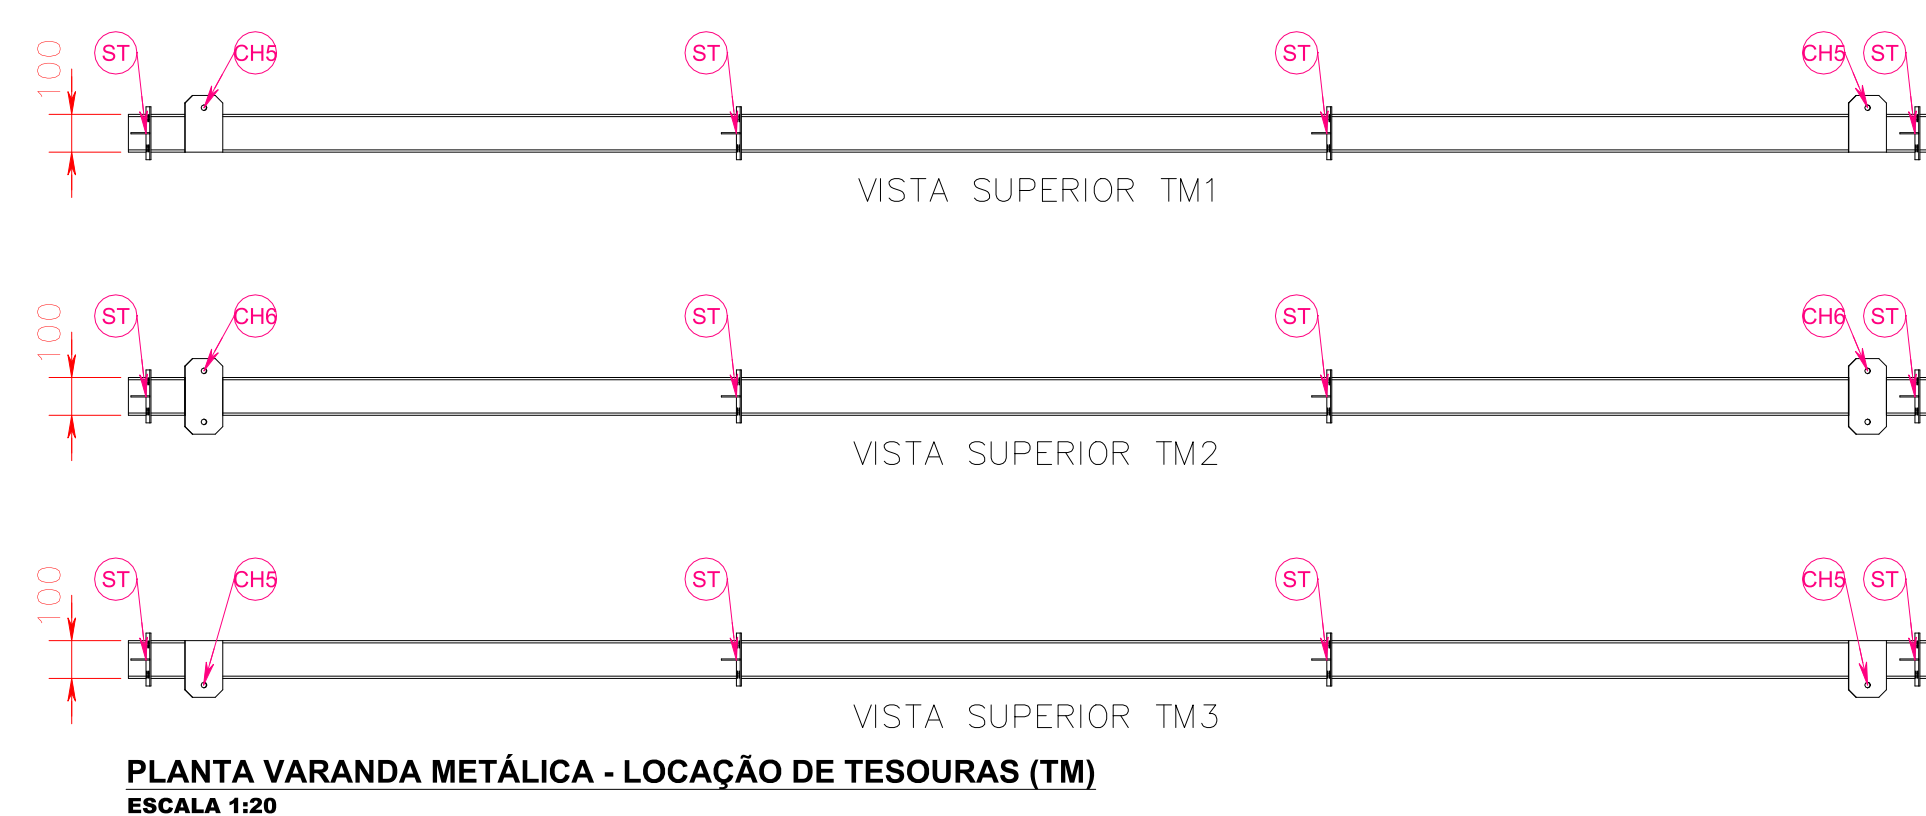 ST CH5 ST ST CH5 ST
100
VISTA SUPERIOR TM1
ST CH6 ST ST CH6 ST
100
VISTA SUPERIOR TM2
ST CH5 ST ST CH5 ST
100
VISTA SUPERIOR TM3
PLANTA VARANDA METÁLICA - LOCAÇÃO DE TESOURAS (TM)
ESCALA 1:20